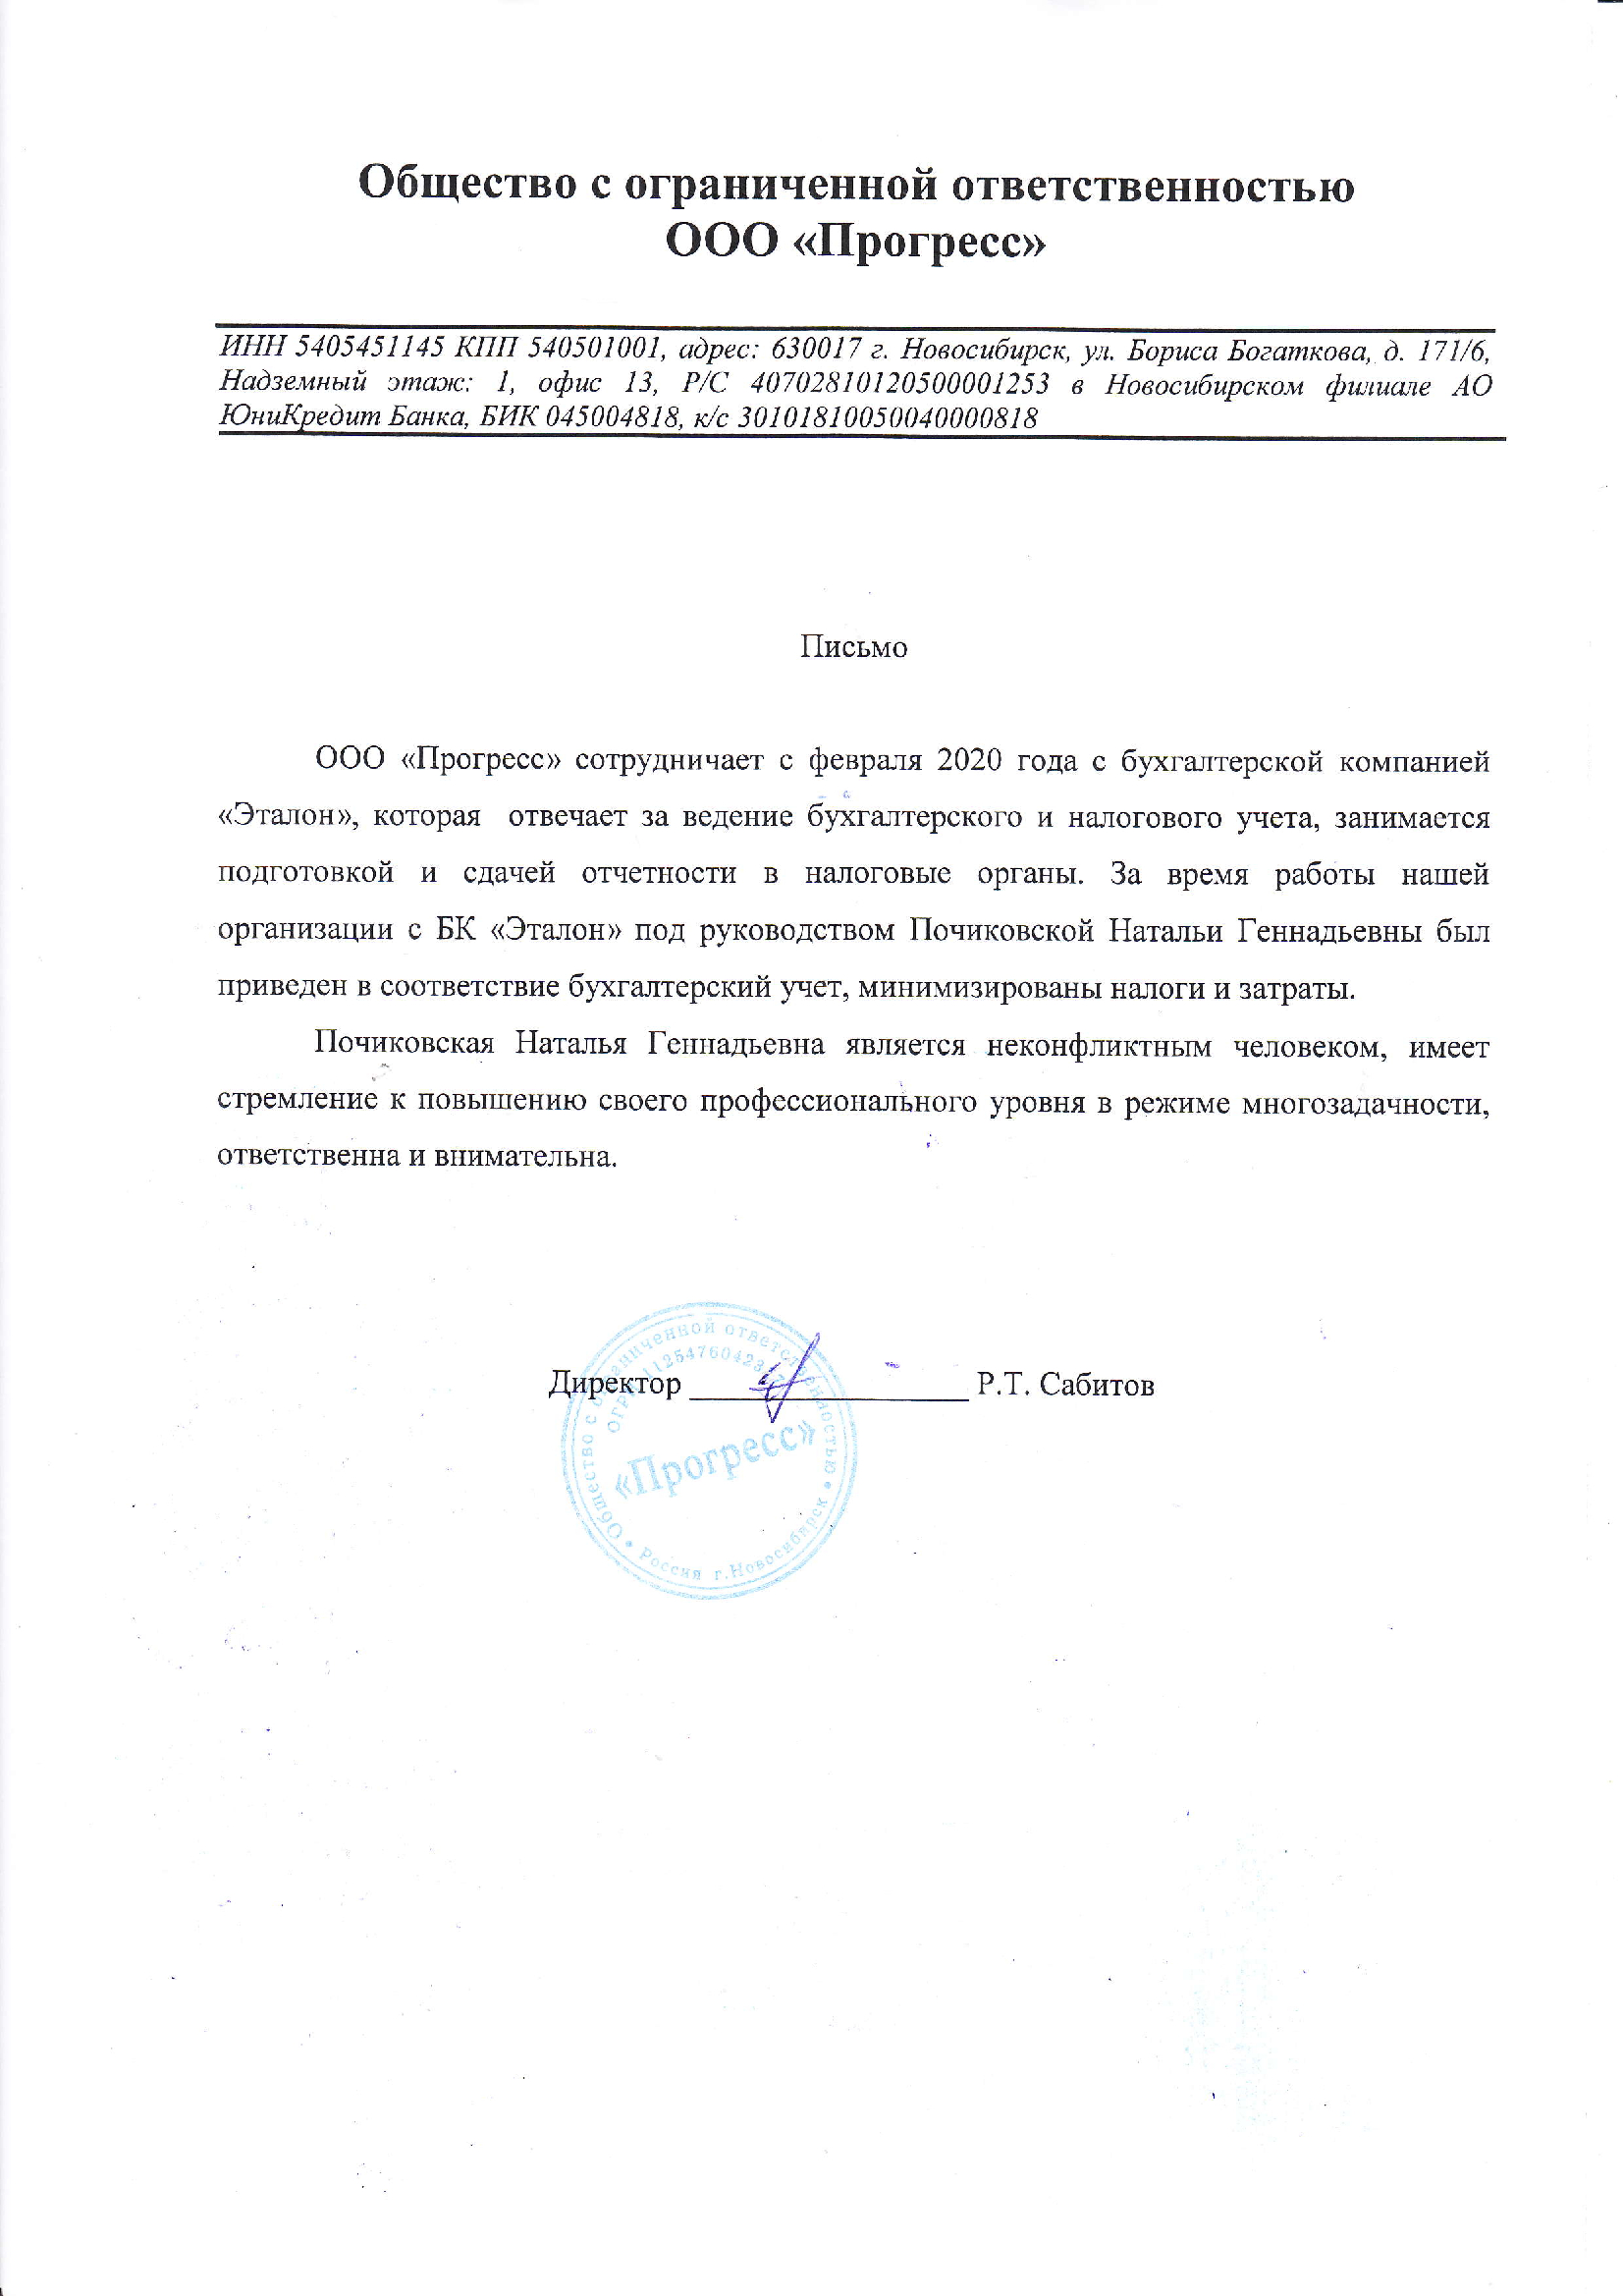 Общество с ограниченной ответственностью
ООО «Прогресс»
ИНН 5405451145 КПП 540501001, адрес: 630017 г. Новосибирск, ул. Бориса Богаткова, д. 171/6,
Надземный этаж: 1, офис 13, Р/С 40702810120500001253 в Новосибирском филиале АО
ЮниКредит Банка, БИК 045004818, к/с 30101810050040000818
Письмо
ООО «Прогресс» сотрудничает с февраля 2020 года с бухгалтерской компанией
«Эталон», которая отвечает за ведение бухгалтерского и налогового учета, занимается
подготовкой и сдачей отчетности в налоговые органы. За время работы нашей
организации с БК «Эталон» под руководством Почиковской Натальи Геннадьевны был
приведен в соответствие бухгалтерский учет, минимизированы налоги и затраты.
Почиковская Наталья Геннадьевна является неконфликтным человеком, имеет
стремление к повышению своего профессионального уровня в режиме многозадачности,
ответственна и внимательна.
Директор ________________ Р.Т. Сабитов
Общество с ограниченной ответственностью
ОГРН
«Прогресс»
• Россия г.Новосибирск •